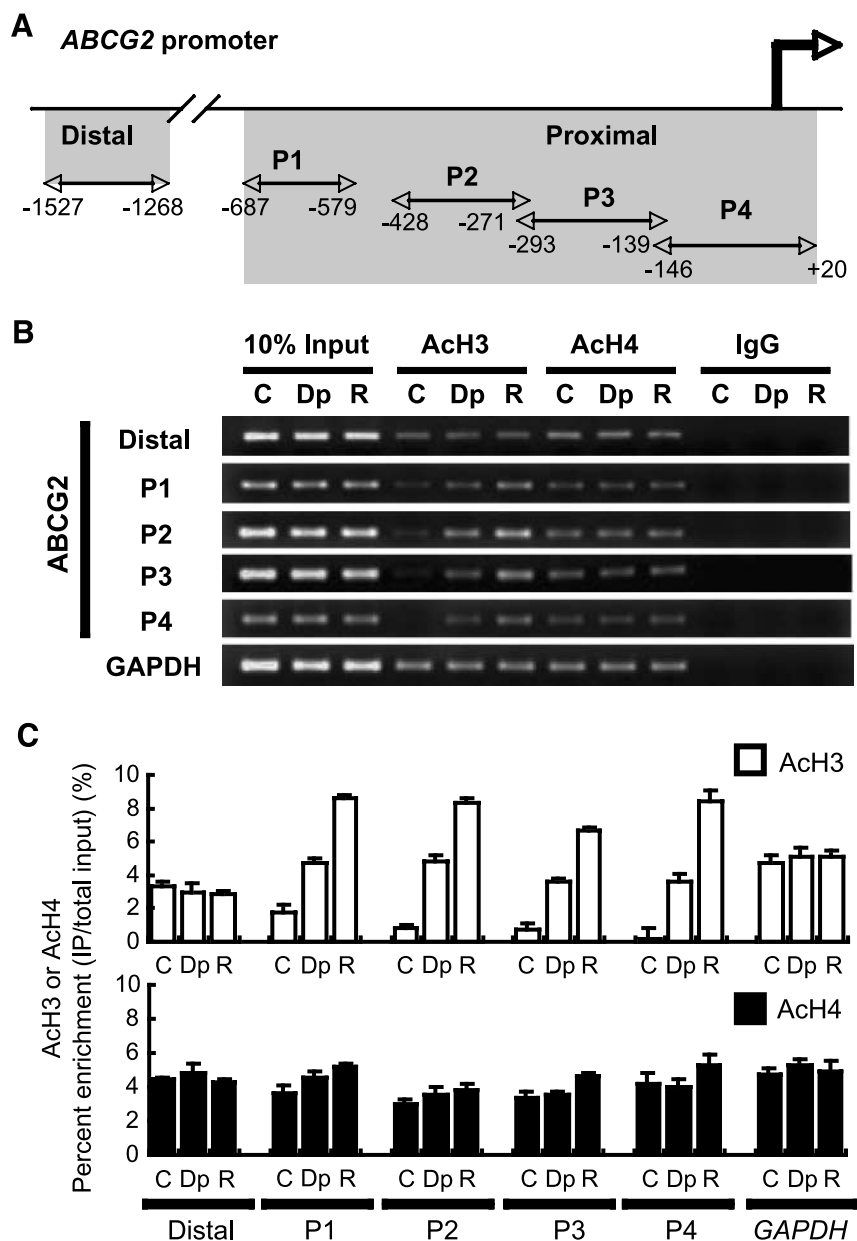 A
ABCG2 promoter
Distal
Proximal
P1
P2
P3
P4
-1527 -1268 -687 -579 -428 -271
-293 -139
-146 +20
B
10% Input AcH3 AcH4 IgG
C Dp R C Dp R C Dp R C Dp R
ABCG2
Distal
P1
P2
P3
P4
GAPDH
C
AcH3 or AcH4
Percent enrichment (IP/total input) (%)
AcH3
10
8
6
4
2
0
C Dp R C Dp R C Dp R C Dp R C Dp R C Dp R
AcH4
10
8
6
4
2
0
C Dp R C Dp R C Dp R C Dp R C Dp R C Dp R
Distal P1 P2 P3 P4 GAPDH